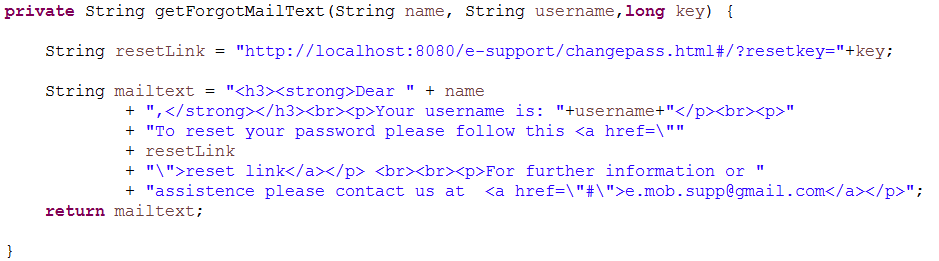 private String getForgotMailText(String name, String username,long key) {
String resetLink = "http://localhost:8080/e-support/changepass.html#/?resetkey="+key;
String mailtext = "<h3><strong>Dear " + name
+ ",</strong></h3><br><p>Your username is: "+username+"</p><br><p>"
+ "To reset your password please follow this <a href=\""
+ resetLink
+ "\">reset link</a></p> <br><br><p>For further information or "
+ "assistence please contact us at  <a href=\"#\">e.mob.supp@gmail.com</a></p>";
return mailtext;
}